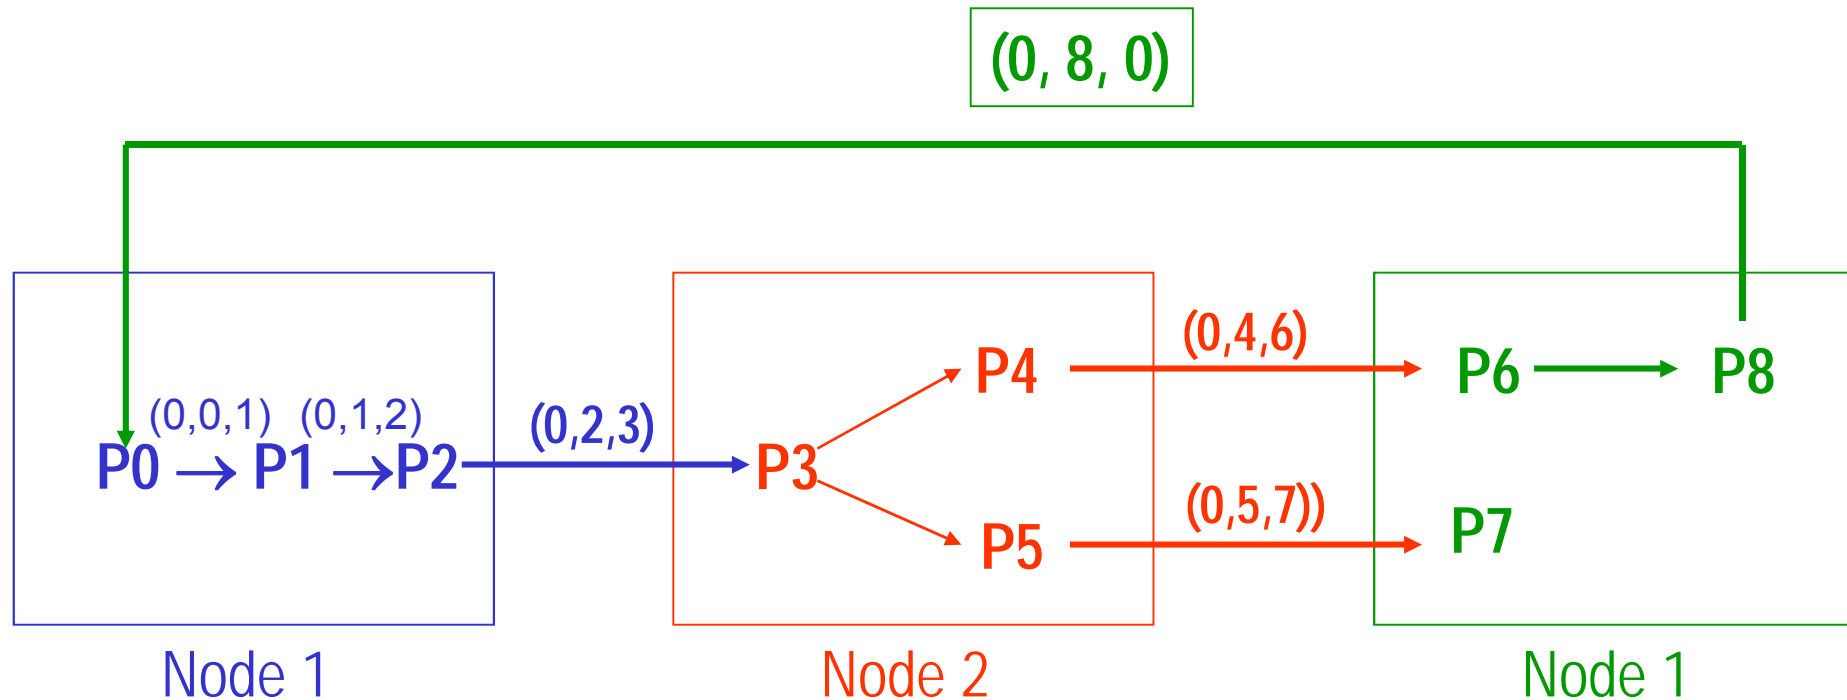 (0, 8, 0)
(0,4,6)
P4
P6
P8
(0,0,1) (0,1,2)
(0,2,3)
P0 → P1 → P2
P3
(0,5,7))
P7
P5
Node 1
Node 2
Node 1